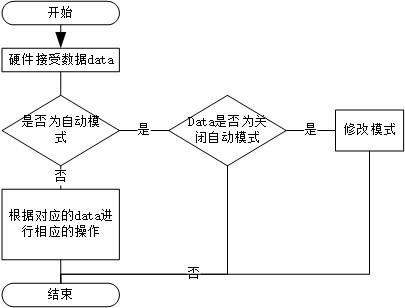 开始
硬件接受数据data
是否为自动模
式
是
Data是否为关
闭自动模式
是
修改模式
否
根据对应的data进
行相应的操作
否
结束